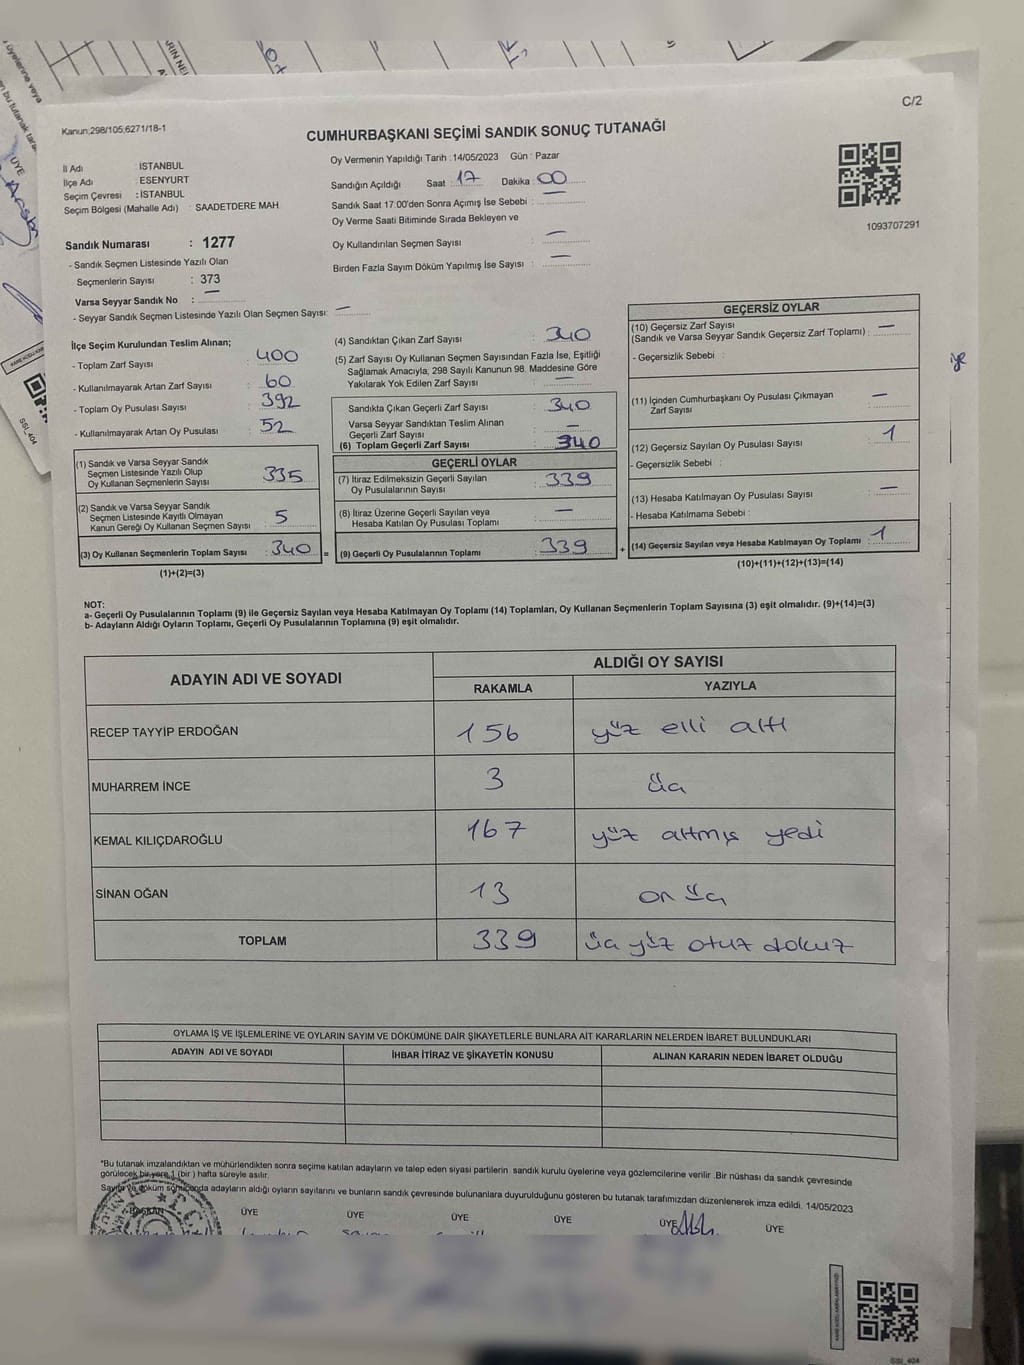 C/2
Kanun;298/105;6271/18-1
CUMHURBAŞKANI SEÇİMİ SANDIK SONUÇ TUTANAĞI
İl Adı : İSTANBUL
İlçe Adı : ESENYURT
Seçim Çevresi : İSTANBUL
Seçim Bölgesi (Mahalle Adı) : SAADETDERE MAH.
Oy Vermenin Yapıldığı Tarih : 14/05/2023 Gün : Pazar
Sandığın Açıldığı Saat : 17 Dakika : 00
Sandık Saat 17:00'den Sonra Açımış İse Sebebi : —
Oy Verme Saati Bitiminde Sırada Bekleyen ve
Oy Kullandırılan Seçmen Sayısı : —
Birden Fazla Sayım Döküm Yapılmış İse Sayısı : —
1093707291
Sandık Numarası : 1277
- Sandık Seçmen Listesinde Yazılı Olan
Seçmenlerin Sayısı : 373
Varsa Seyyar Sandık No : —
- Seyyar Sandık Seçmen Listesinde Yazılı Olan Seçmen Sayısı: —
İlçe Seçim Kurulundan Teslim Alınan;
- Toplam Zarf Sayısı : 400
- Kullanılmayarak Artan Zarf Sayısı : 60
- Toplam Oy Pusulası Sayısı : 392
- Kullanılmayarak Artan Oy Pusulası : 52
(1) Sandık ve Varsa Seyyar Sandık
Seçmen Listesinde Yazılı Olup
Oy Kullanan Seçmenlerin Sayısı : 335
(2) Sandık ve Varsa Seyyar Sandık
Seçmen Listesinde Kayıtlı Olmayan
Kanun Gereği Oy Kullanan Seçmen Sayısı : 5
(3) Oy Kullanan Seçmenlerin Toplam Sayısı : 340 =
(1)+(2)=(3)
(4) Sandıktan Çıkan Zarf Sayısı : 340
(5) Zarf Sayısı Oy Kullanan Seçmen Sayısından Fazla İse, Eşitliği
Sağlamak Amacıyla, 298 Sayılı Kanunun 98. Maddesine Göre
Yakılarak Yok Edilen Zarf Sayısı : —
Sandıkta Çıkan Geçerli Zarf Sayısı : 340
Varsa Seyyar Sandıktan Teslim Alınan
Geçerli Zarf Sayısı : —
(6) Toplam Geçerli Zarf Sayısı : 340
GEÇERLİ OYLAR
(7) İtiraz Edilmeksizin Geçerli Sayılan
Oy Pusulalarının Sayısı : 339
(8) İtiraz Üzerine Geçerli Sayılan veya
Hesaba Katılan Oy Pusulası Toplamı : —
(9) Geçerli Oy Pusulalarının Toplamı : 339 +
GEÇERSİZ OYLAR
(10) Geçersiz Zarf Sayısı
(Sandık ve Varsa Seyyar Sandık Geçersiz Zarf Toplamı) : —
- Geçersizlik Sebebi :
(11) İçinden Cumhurbaşkanı Oy Pusulası Çıkmayan
Zarf Sayısı : —
(12) Geçersiz Sayılan Oy Pusulası Sayısı : 1
- Geçersizlik Sebebi :
(13) Hesaba Katılmayan Oy Pusulası Sayısı : —
- Hesaba Katılmama Sebebi :
(14) Geçersiz Sayılan veya Hesaba Katılmayan Oy Toplamı : 1
(10)+(11)+(12)+(13)=(14)
NOT:
a- Geçerli Oy Pusulalarının Toplamı (9) ile Geçersiz Sayılan veya Hesaba Katılmayan Oy Toplamı (14) Toplamları, Oy Kullanan Seçmenlerin Toplam Sayısına (3) eşit olmalıdır. (9)+(14)=(3)
b- Adayların Aldığı Oyların Toplamı, Geçerli Oy Pusulalarının Toplamına (9) eşit olmalıdır.
ADAYIN ADI VE SOYADI
ALDIĞI OY SAYISI
RAKAMLA YAZIYLA
RECEP TAYYİP ERDOĞAN 156 yüz elli altı
MUHARREM İNCE 3 üç
KEMAL KILIÇDAROĞLU 167 yüz altmış yedi
SİNAN OĞAN 13 on üç
TOPLAM 339 üç yüz otuz dokuz
OYLAMA İŞ VE İŞLEMLERİNE VE OYLARIN SAYIM VE DÖKÜMÜNE DAİR ŞİKAYETLERLE BUNLARA AİT KARARLARIN NELERDEN İBARET BULUNDUKLARI
ADAYIN ADI VE SOYADI İHBAR İTİRAZ VE ŞİKAYETİN KONUSU ALINAN KARARIN NEDEN İBARET OLDUĞU
*Bu tutanak imzalandıktan ve mühürlendikten sonra seçime katılan adayların ve talep eden siyasi partilerin sandık kurulu üyelerine veya gözlemcilerine verilir .Bir nüshası da sandık çevresinde
görülecek bir yere 1 (bir ) hafta süreyle asılır.
Sayım ve döküm sonucunda adayların aldığı oyların sayılarını ve bunların sandık çevresinde bulunanlara duyurulduğunu gösteren bu tutanak tarafımızdan düzenlenerek imza edildi. 14/05/2023
BAŞKAN ÜYE ÜYE ÜYE ÜYE ÜYE ÜYE
SSI_404